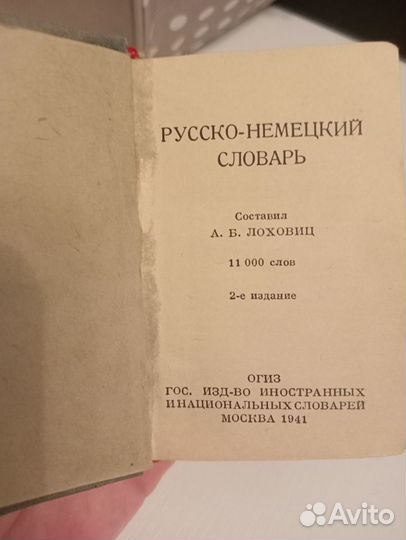 РУССКО-НЕМЕЦКИЙ
СЛОВАРЬ
Составил
А. Б. ЛОХОВИЦ
11 000 слов
2-е издание
ОГИЗ
ГОС. ИЗД-ВО ИНОСТРАННЫХ
И НАЦИОНАЛЬНЫХ СЛОВАРЕЙ
МОСКВА 1941
Avito